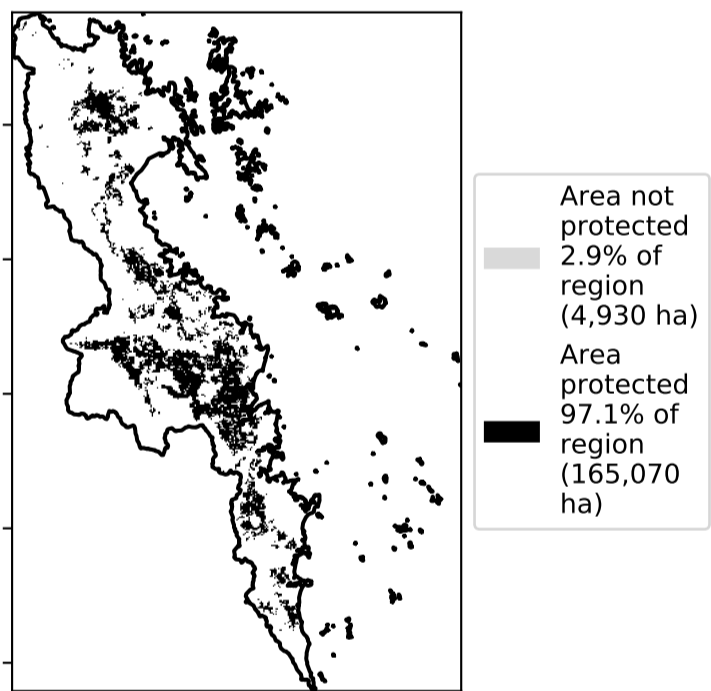 Area not
protected
2.9% of
region
(4,930 ha)
Area
protected
97.1% of
region
(165,070
ha)